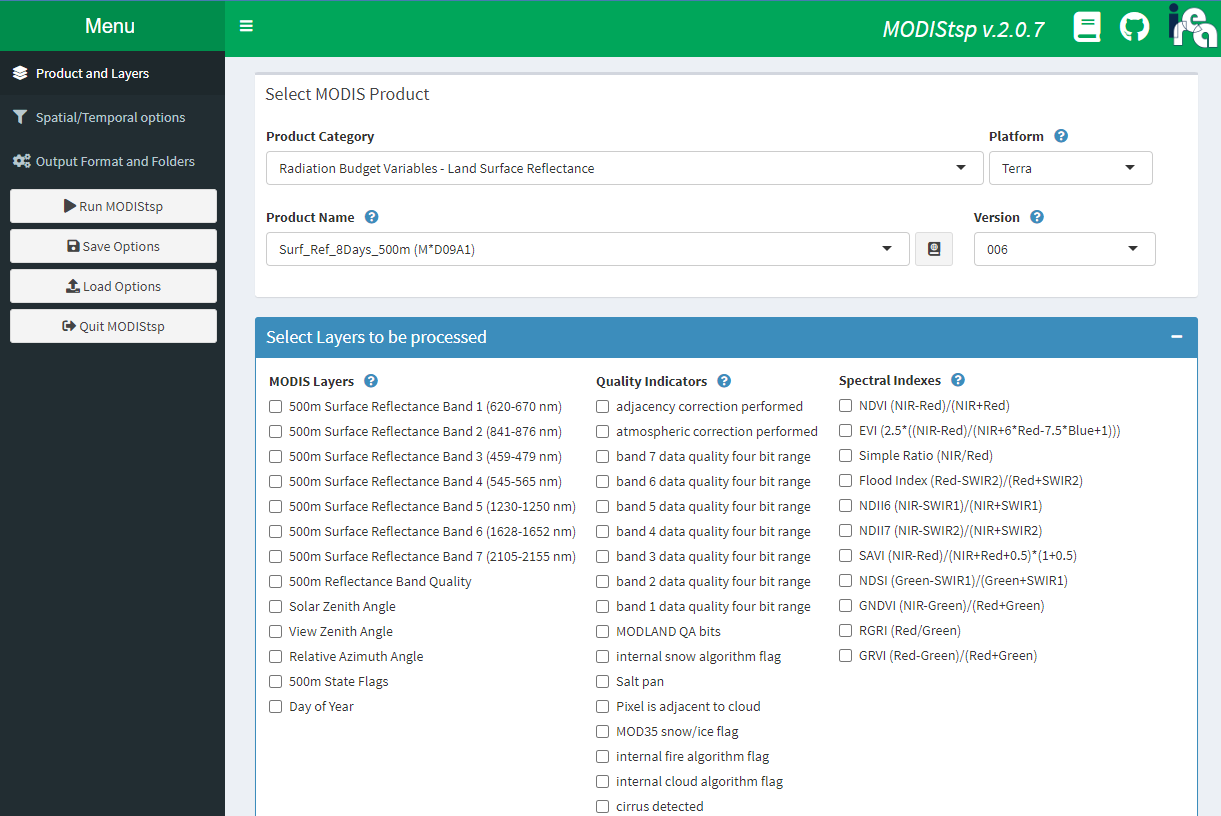 Menu
MODIStsp v.2.0.7
irea
Product and Layers
Spatial/Temporal options
Output Format and Folders
Run MODIStsp
Save Options
Load Options
Quit MODIStsp
Select MODIS Product
Product Category
Platform
Radiation Budget Variables - Land Surface Reflectance
Terra
Product Name
Version
Surf_Ref_8Days_500m (M*D09A1)
006
Select Layers to be processed
MODIS Layers
500m Surface Reflectance Band 1 (620-670 nm)
500m Surface Reflectance Band 2 (841-876 nm)
500m Surface Reflectance Band 3 (459-479 nm)
500m Surface Reflectance Band 4 (545-565 nm)
500m Surface Reflectance Band 5 (1230-1250 nm)
500m Surface Reflectance Band 6 (1628-1652 nm)
500m Surface Reflectance Band 7 (2105-2155 nm)
500m Reflectance Band Quality
Solar Zenith Angle
View Zenith Angle
Relative Azimuth Angle
500m State Flags
Day of Year
Quality Indicators
adjacency correction performed
atmospheric correction performed
band 7 data quality four bit range
band 6 data quality four bit range
band 5 data quality four bit range
band 4 data quality four bit range
band 3 data quality four bit range
band 2 data quality four bit range
band 1 data quality four bit range
MODLAND QA bits
internal snow algorithm flag
Salt pan
Pixel is adjacent to cloud
MOD35 snow/ice flag
internal fire algorithm flag
internal cloud algorithm flag
cirrus detected
Spectral Indexes
NDVI (NIR-Red)/(NIR+Red)
EVI (2.5*((NIR-Red)/(NIR+6*Red-7.5*Blue+1)))
Simple Ratio (NIR/Red)
Flood Index (Red-SWIR2)/(Red+SWIR2)
NDII6 (NIR-SWIR1)/(NIR+SWIR1)
NDII7 (NIR-SWIR2)/(NIR+SWIR2)
SAVI (NIR-Red)/(NIR+Red+0.5)*(1+0.5)
NDSI (Green-SWIR1)/(Green+SWIR1)
GNDVI (NIR-Green)/(Red+Green)
RGRI (Red/Green)
GRVI (Red-Green)/(Red+Green)